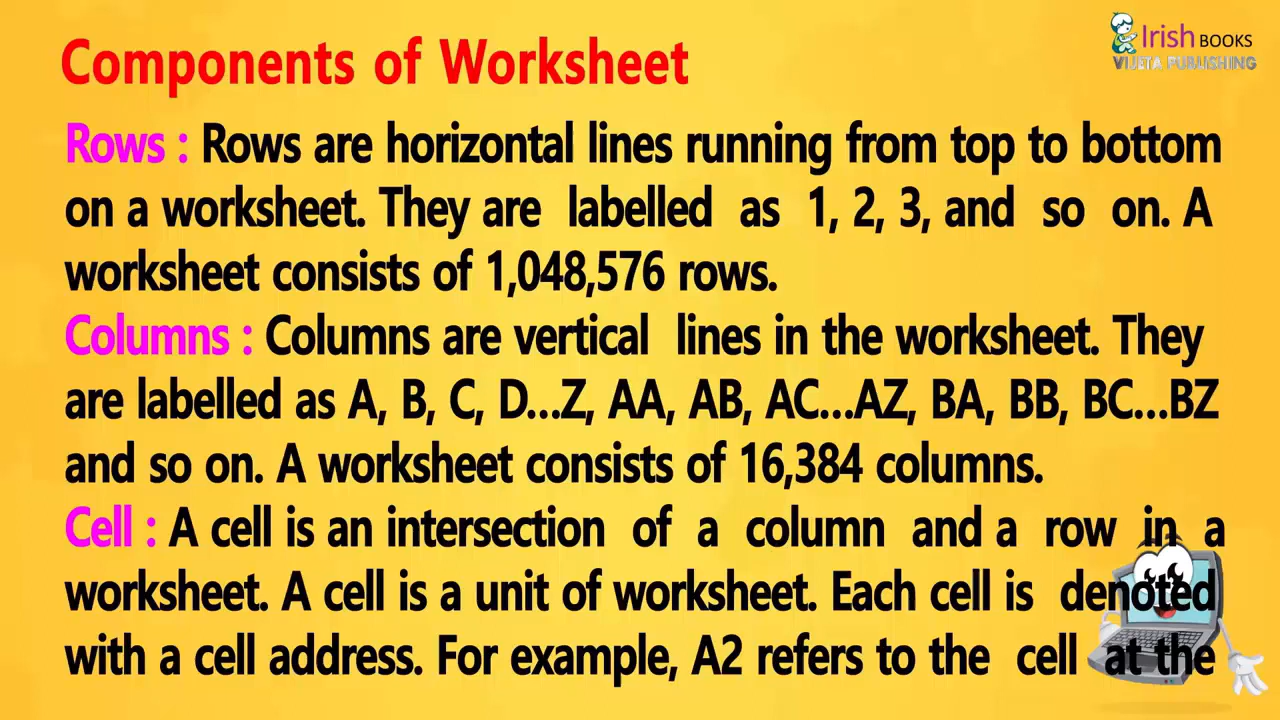 Irish BOOKS
VIJETA PUBLISHING
Components of Worksheet
Rows : Rows are horizontal lines running from top to bottom
on a worksheet. They are labelled as 1, 2, 3, and so on. A
worksheet consists of 1,048,576 rows.
Columns : Columns are vertical lines in the worksheet. They
are labelled as A, B, C, D...Z, AA, AB, AC...AZ, BA, BB, BC...BZ
and so on. A worksheet consists of 16,384 columns.
Cell : A cell is an intersection of a column and a row in a
worksheet. A cell is a unit of worksheet. Each cell is denoted
with a cell address. For example, A2 refers to the cell at the